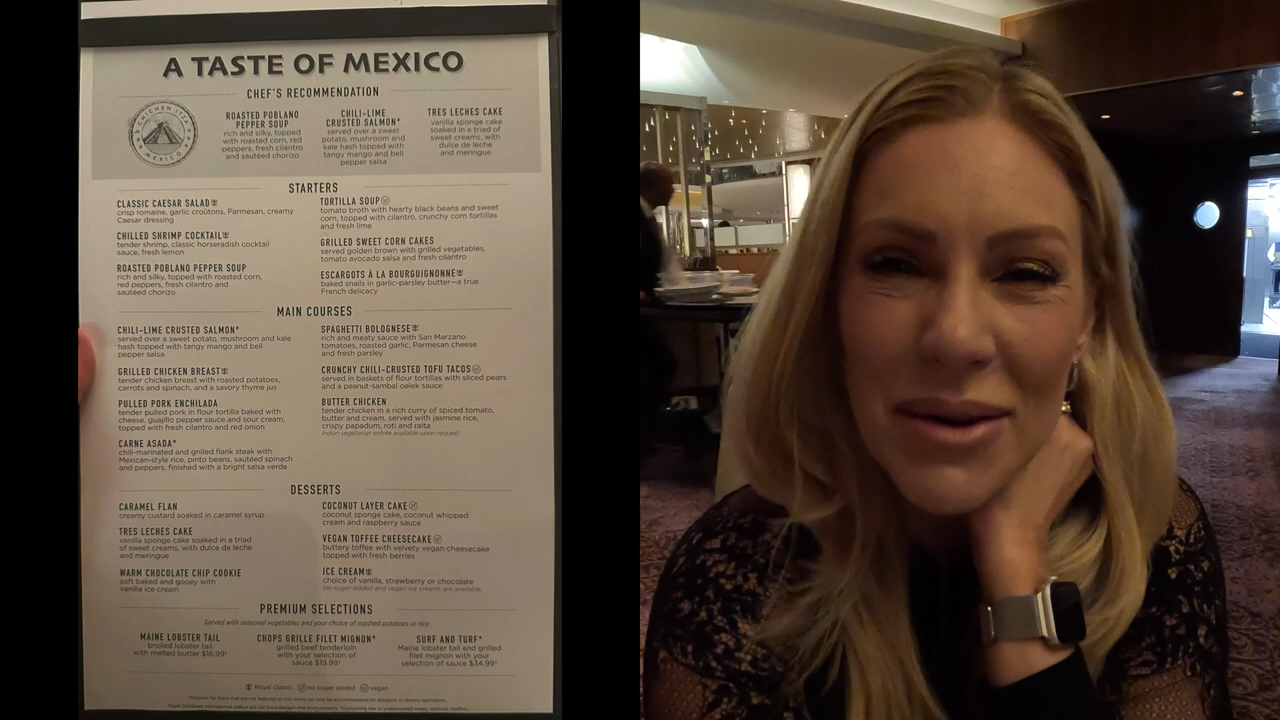 A TASTE OF MEXICO
CHEF'S RECOMMENDATION
CHICHEN ITZA
MEXICO
ROASTED POBLANO
PEPPER SOUP
rich and silky, topped
with roasted corn, red
peppers, fresh cilantro
and sautéed chorizo
CHILI-LIME
CRUSTED SALMON*
served over a sweet
potato, mushroom and
kale hash topped with
tangy mango and bell
pepper salsa
TRES LECHES CAKE
vanilla sponge cake
soaked in a triad of
sweet creams, with
dulce de leche
and meringue
STARTERS
CLASSIC CAESAR SALAD
crisp romaine, garlic croûtons, Parmesan, creamy
Caesar dressing
CHILLED SHRIMP COCKTAIL
tender shrimp, classic horseradish cocktail
sauce, fresh lemon
ROASTED POBLANO PEPPER SOUP
rich and silky, topped with roasted corn,
red peppers, fresh cilantro and
sautéed chorizo
TORTILLA SOUP
tomato broth with hearty black beans and sweet
corn, topped with cilantro, crunchy corn tortillas
and fresh lime
GRILLED SWEET CORN CAKES
served golden brown with grilled vegetables,
tomato avocado salsa and fresh cilantro
ESCARGOTS À LA BOURGUIGNONNE
baked snails in garlic-parsley butter—a true
French delicacy
MAIN COURSES
CHILI-LIME CRUSTED SALMON*
served over a sweet potato, mushroom and kale
hash topped with tangy mango and bell
pepper salsa
GRILLED CHICKEN BREAST
tender chicken breast with roasted potatoes,
carrots and spinach, and a savory thyme jus
PULLED PORK ENCHILADA
tender pulled pork in flour tortilla baked with
cheese, guajillo pepper sauce and sour cream,
topped with fresh cilantro and red onion
CARNE ASADA*
chili-marinated and grilled flank steak with
Mexican-style rice, pinto beans, sautéed spinach
and peppers, finished with a bright salsa verde
SPAGHETTI BOLOGNESE
rich and meaty sauce with San Marzano
tomatoes, roasted garlic, Parmesan cheese
and fresh parsley
CRUNCHY CHILI-CRUSTED TOFU TACOS
served in baskets of flour tortillas with sliced pears
and a peanut-sambal oelek sauce
BUTTER CHICKEN
tender chicken in a rich curry of spiced tomato,
butter and cream, served with jasmine rice,
crispy papadum, roti and raita
Indian vegetarian entrée available upon request
DESSERTS
CARAMEL FLAN
creamy custard soaked in caramel syrup
TRES LECHES CAKE
vanilla sponge cake soaked in a triad
of sweet creams, with dulce de leche
and meringue
WARM CHOCOLATE CHIP COOKIE
soft baked and gooey with
vanilla ice cream
COCONUT LAYER CAKE
coconut sponge cake, coconut whipped
cream and raspberry sauce
VEGAN TOFFEE CHEESECAKE
buttery toffee with velvety vegan cheesecake
topped with fresh berries
ICE CREAM
choice of vanilla, strawberry or chocolate
No-sugar-added and vegan ice creams are available
PREMIUM SELECTIONS
Served with seasonal vegetables and your choice of mashed potatoes or rice
MAINE LOBSTER TAIL
broiled lobster tail
with melted butter $16.99
CHOPS GRILLE FILET MIGNON*
grilled beef tenderloin
with your selection of
sauce $19.99
SURF AND TURF*
Maine lobster tail and grilled
filet mignon with your
selection of sauce $34.99
Royal classic no sugar added vegan